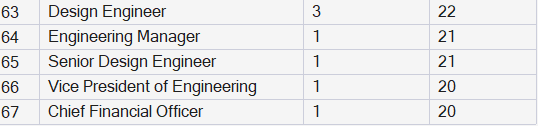 63 Design Engineer 3 22
64 Engineering Manager 1 21
65 Senior Design Engineer 1 21
66 Vice President of Engineering 1 20
67 Chief Financial Officer 1 20